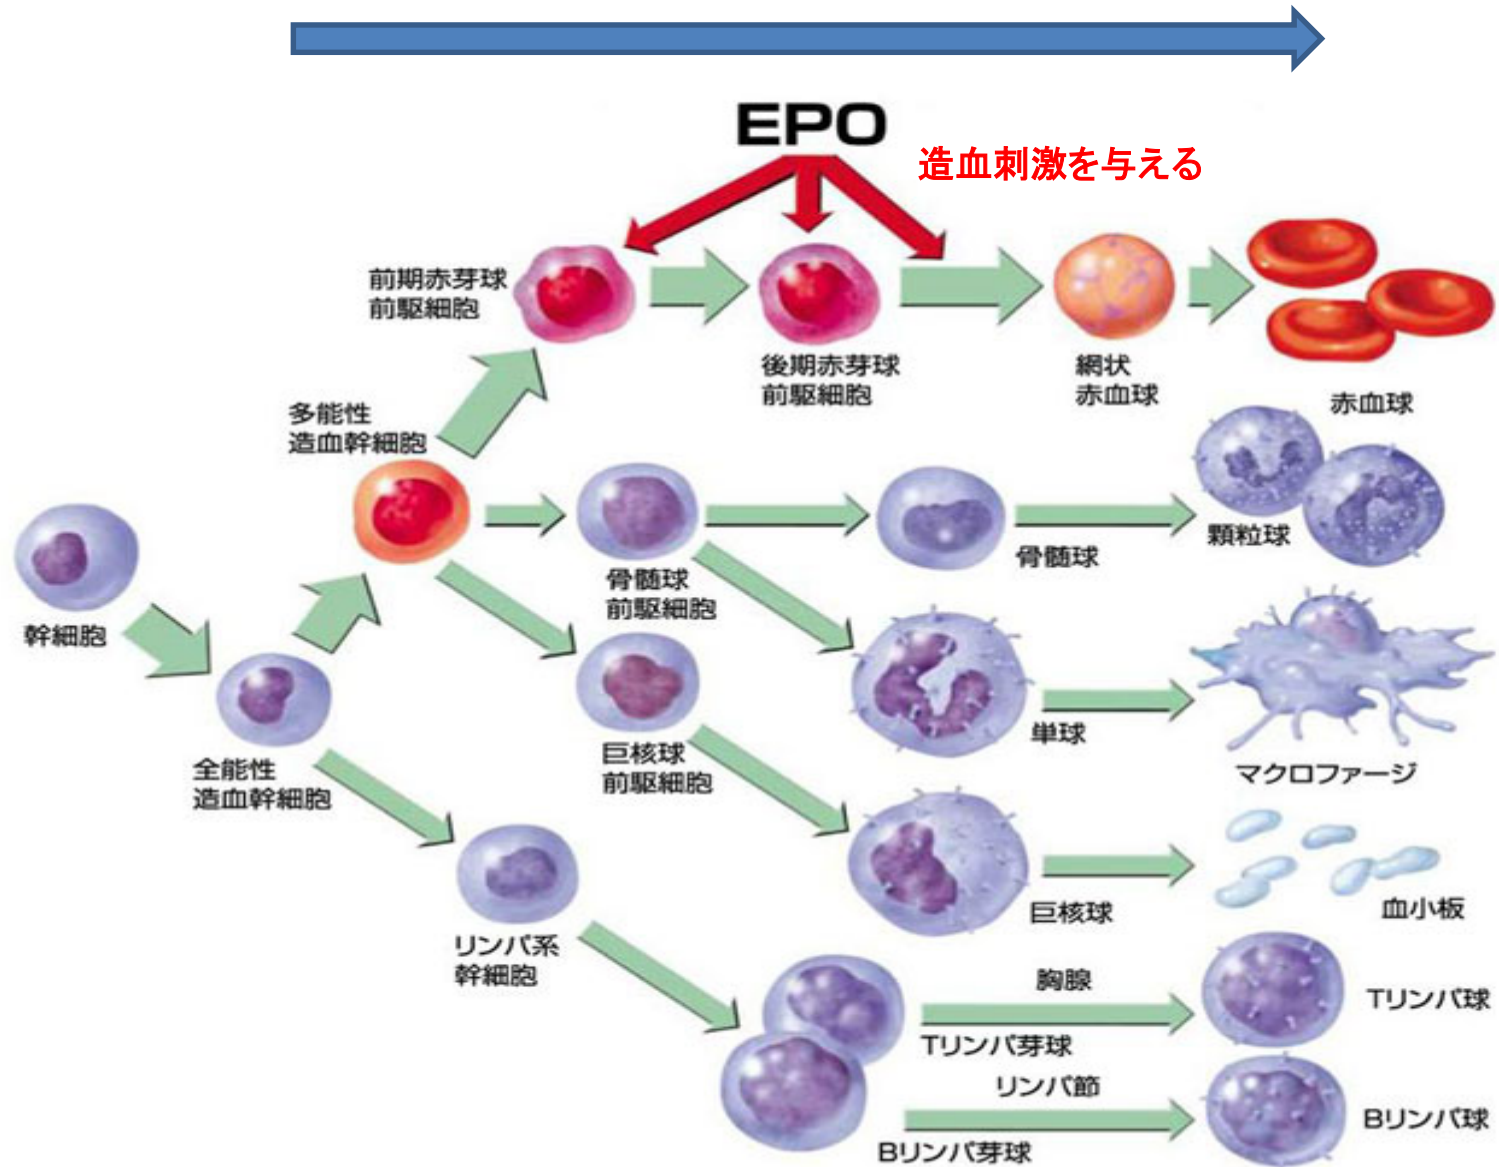 EPO
造血刺激を与える
前期赤芽球
前駆細胞
後期赤芽球
前駆細胞
網状
赤血球
赤血球
多能性
造血幹細胞
骨髄球
前駆細胞
骨髄球
顆粒球
幹細胞
全能性
造血幹細胞
巨核球
前駆細胞
単球
マクロファージ
巨核球
血小板
リンパ系
幹細胞
胸腺
Tリンパ芽球
Tリンパ球
リンパ節
Bリンパ芽球
Bリンパ球